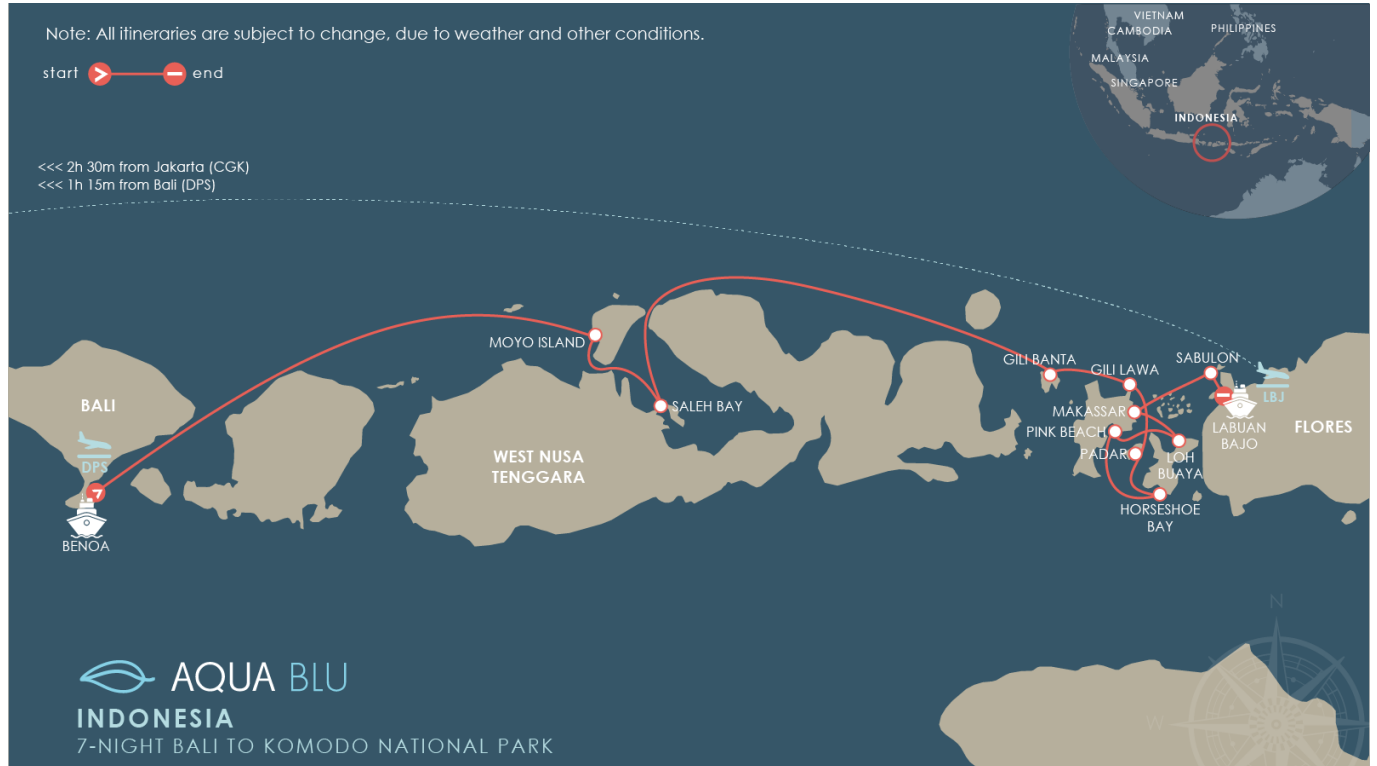 Note: All itineraries are subject to change, due to weather and other conditions.
start
end
VIETNAM
CAMBODIA
PHILIPPINES
MALAYSIA
SINGAPORE
INDONESIA
<<< 2h 30m from Jakarta (CGK)
<<< 1h 15m from Bali (DPS)
MOYO ISLAND
GILI BANTA
GILI LAWA
SABULON
LBJ
BALI
DPS
BENOA
SALEH BAY
WEST NUSA
TENGGARA
MAKASSAR
PINK BEACH
PADAR
LOH
BUAYA
LABUAN
BAJO
FLORES
HORSESHOE
BAY
N
W
AQUA BLU
INDONESIA
7-NIGHT BALI TO KOMODO NATIONAL PARK